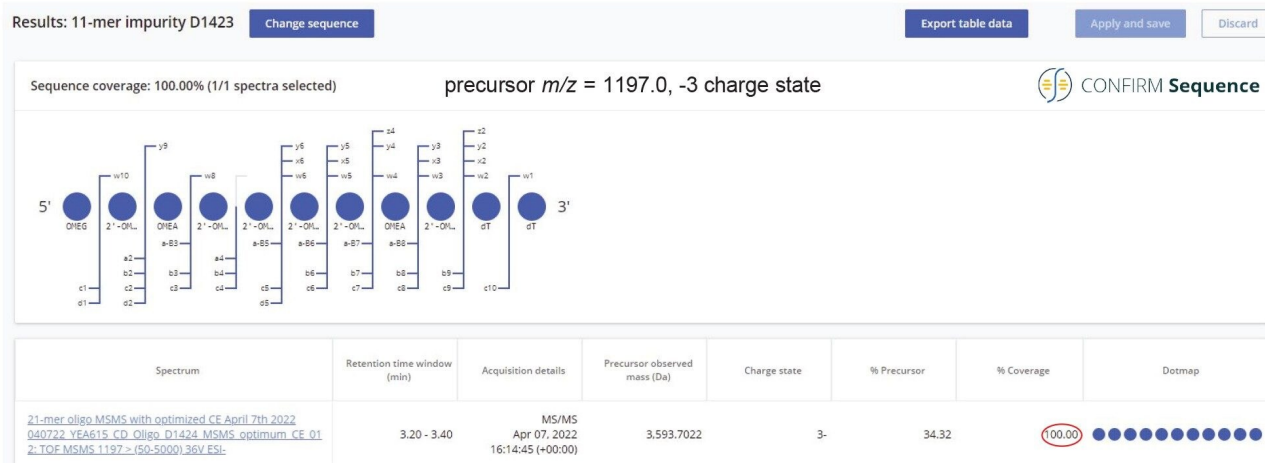 Results: 11-mer impurity D1423 Change sequence Export table data Apply and save Discard
Sequence coverage: 100.00% (1/1 spectra selected) precursor m/z = 1197.0, -3 charge state CONFIRM Sequence
z4 z2
y9 y6 y5 y4 y3 y2
x6 x5 x3 x2
w10 w8 w6 w5 w4 w3 w2 w1
5' 3'
OMEG 2'-OM… OMEA 2'-OM… 2'-OM… 2'-OM… 2'-OM… OMEA 2'-OM… dT dT
a-B3 a-B5 a-B6 a-B7 a-B8
a2 a4
b2 b3 b4 b6 b7 b8 b9
c1 c2 c3 c4 c5 c6 c7 c8 c9 c10
d1 d2 d5
Spectrum Retention time window (min) Acquisition details Precursor observed mass (Da) Charge state % Precursor % Coverage Dotmap
21-mer oligo MSMS with optimized CE April 7th 2022
040722_YEA615_CD_Oligo_D1424_MSMS_optimum_CE_01
2: TOF MSMS 1197 > (50-5000) 36V ESI-
3.20 - 3.40
MS/MS
Apr 07, 2022
16:14:45 (+00:00)
3,593.7022
3-
34.32
100.00